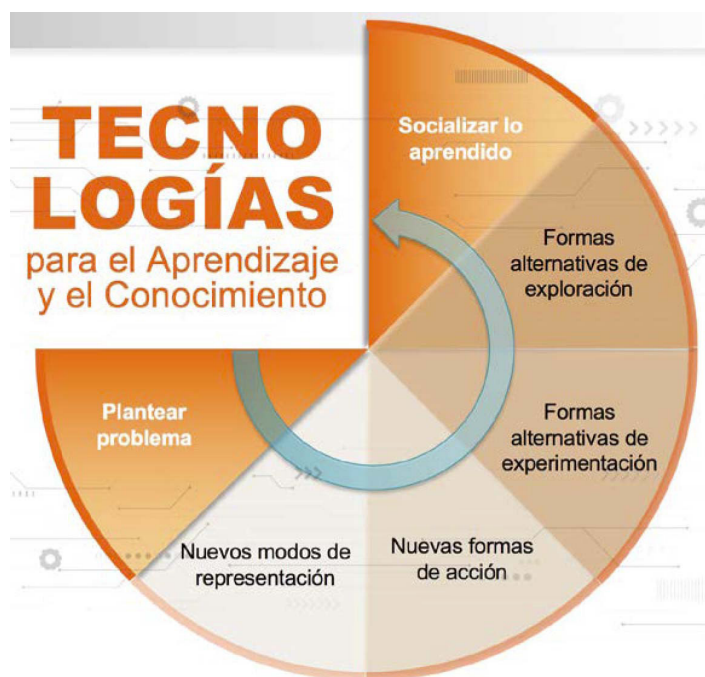 TECNO
LOGÍAS
para el Aprendizaje
y el Conocimiento
Socializar lo
aprendido
Formas
alternativas de
exploración
Formas
alternativas de
experimentación
Nuevas formas
de acción
Nuevos modos de
representación
Plantear
problema